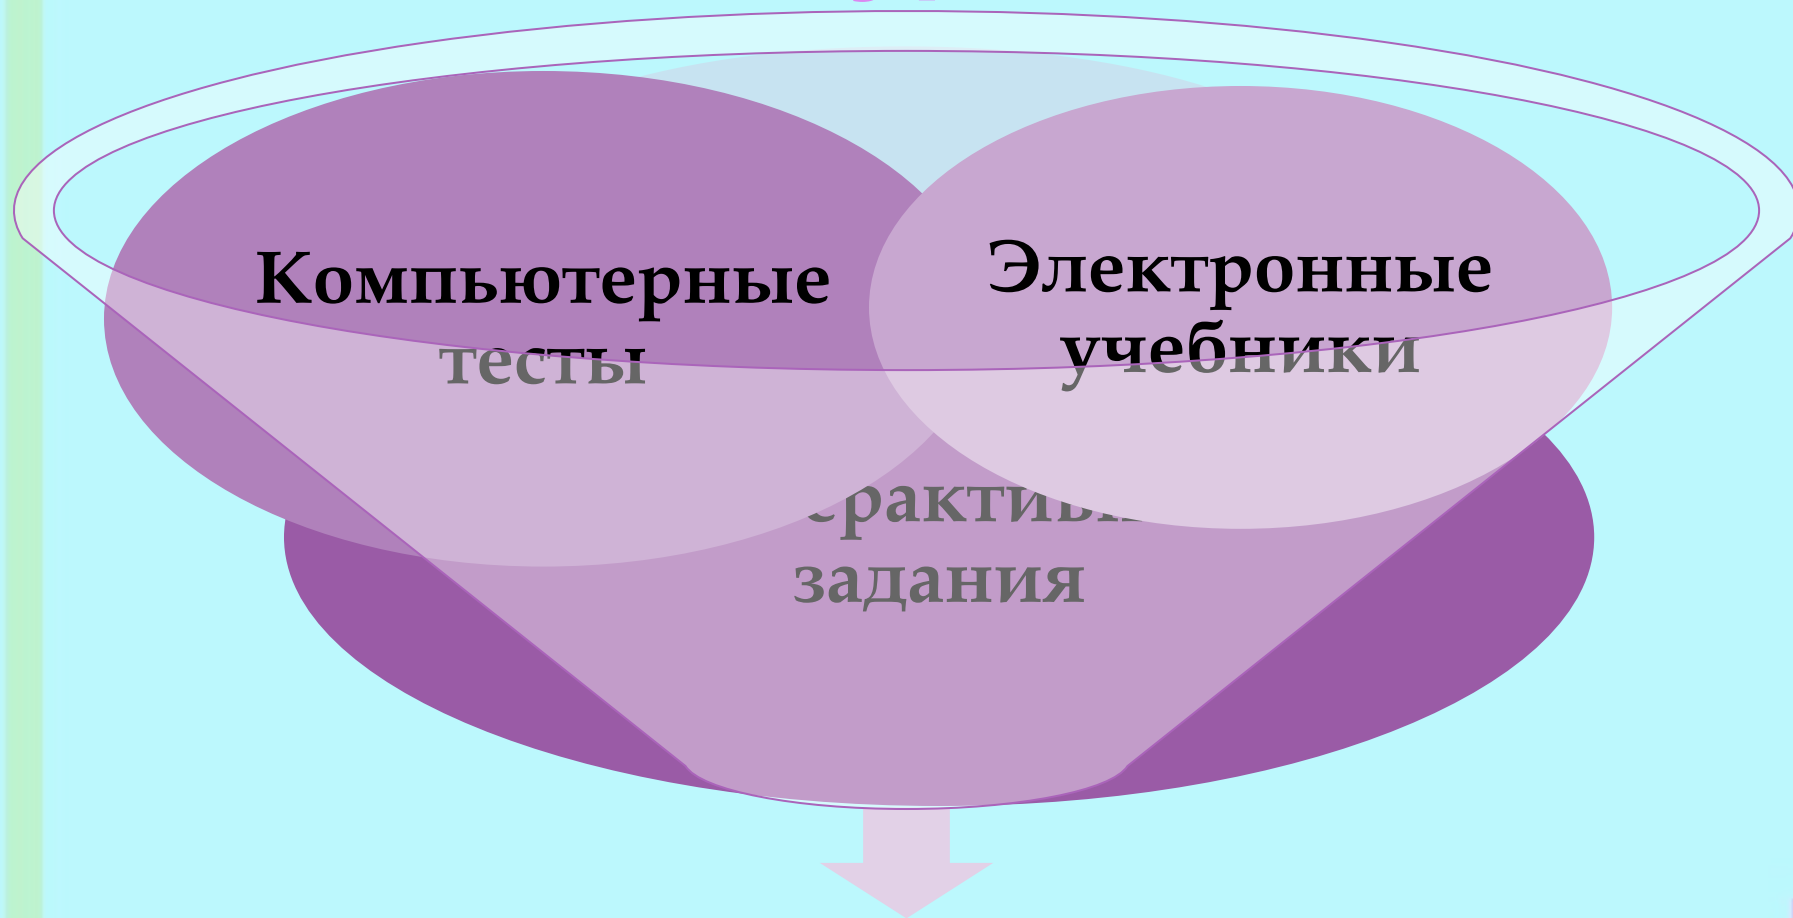 Компьютерные
тесты
Электронные
учебники
задания